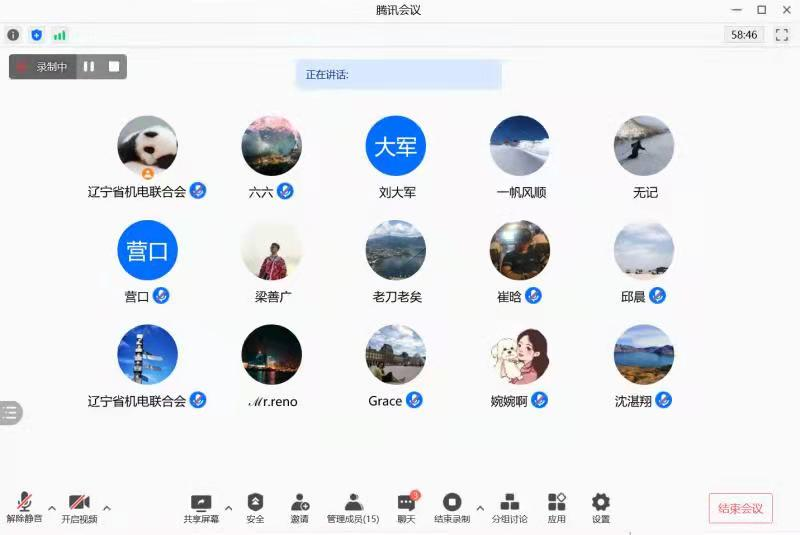 腾讯会议
58:46
录制中
正在讲话:
大军
辽宁省机电联合会
六六
刘大军
一帆风顺
无记
营口
营口
梁善广
老刀老矣
崔晗
邱晨
辽宁省机电联合会
ℳr.reno
Grace
婉婉啊
沈湛翔
3
解除静音
开启视频
共享屏幕
安全
邀请
管理成员(15)
聊天
结束录制
分组讨论
应用
设置
结束会议